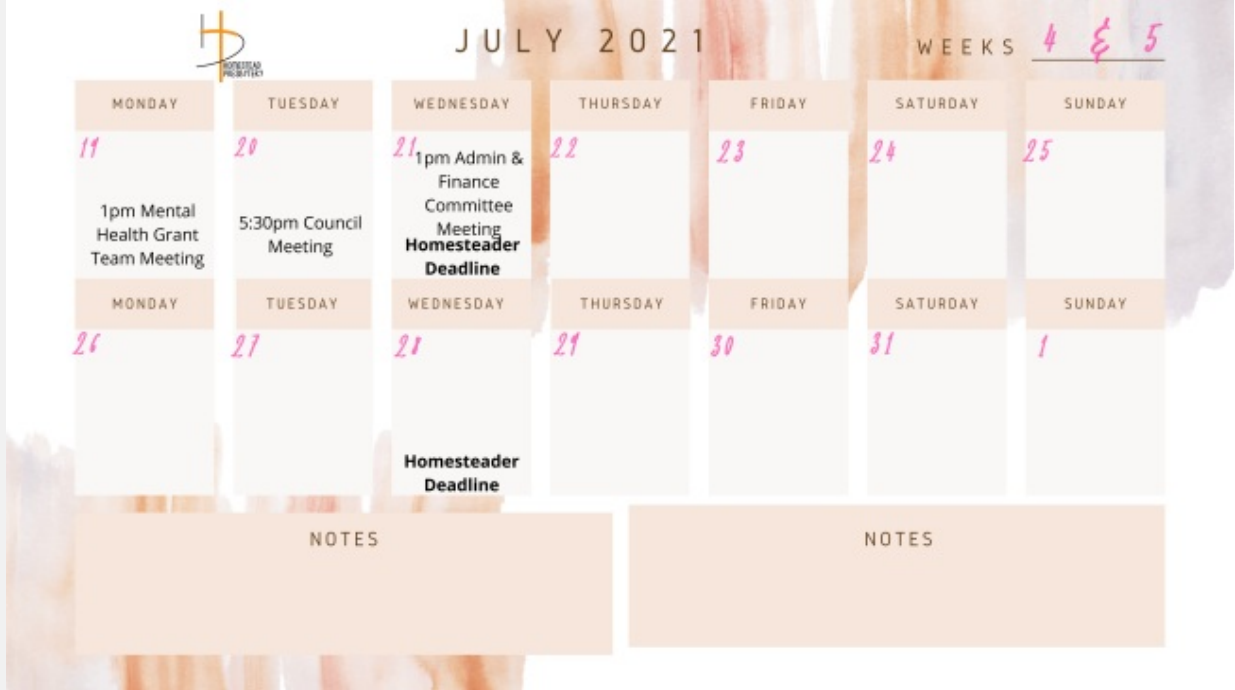 HOMESTEAD
PRESBYTERY
JULY 2021
WEEKS 4 & 5
MONDAY TUESDAY WEDNESDAY THURSDAY FRIDAY SATURDAY SUNDAY
19 20 21 22 23 24 25
1pm Mental
Health Grant
Team Meeting
5:30pm Council
Meeting
1pm Admin &
Finance
Committee
Meeting
Homesteader
Deadline
MONDAY TUESDAY WEDNESDAY THURSDAY FRIDAY SATURDAY SUNDAY
26 27 28 29 30 31 1
Homesteader
Deadline
NOTES NOTES